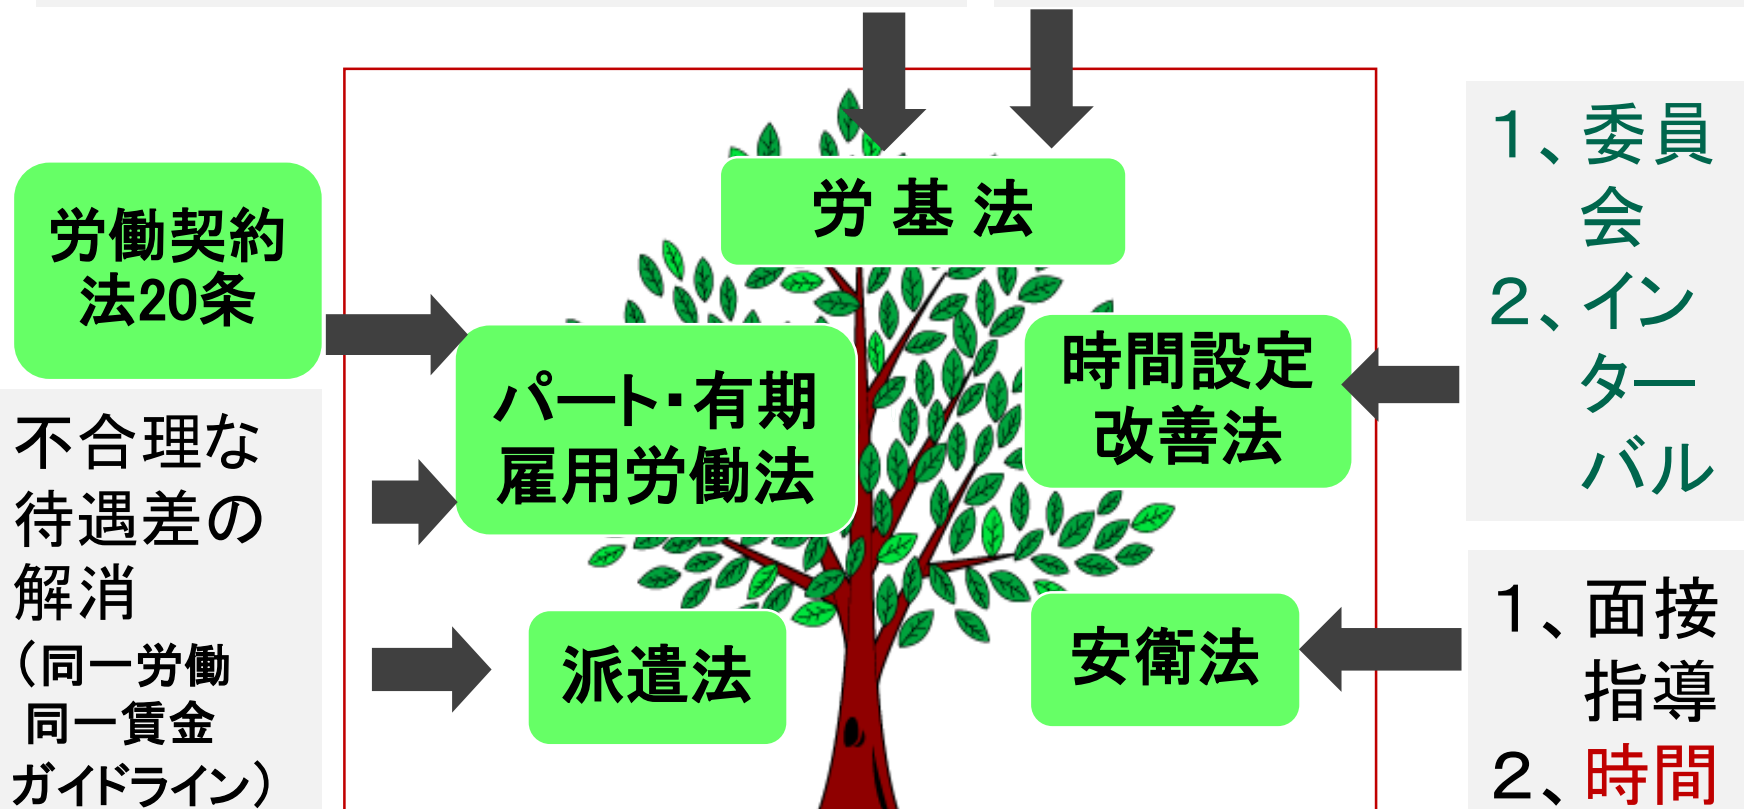 労基法
労働契約
法20条
パート・有期
雇用労働法
時間設定
改善法
派遣法
安衛法
不合理な
待遇差の
解消
（同一労働
同一賃金
ガイドライン）
１、委員
会
２、イン
ター
バル
１、面接
指導
２、時間